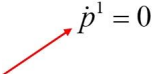 ṗ¹ = 0